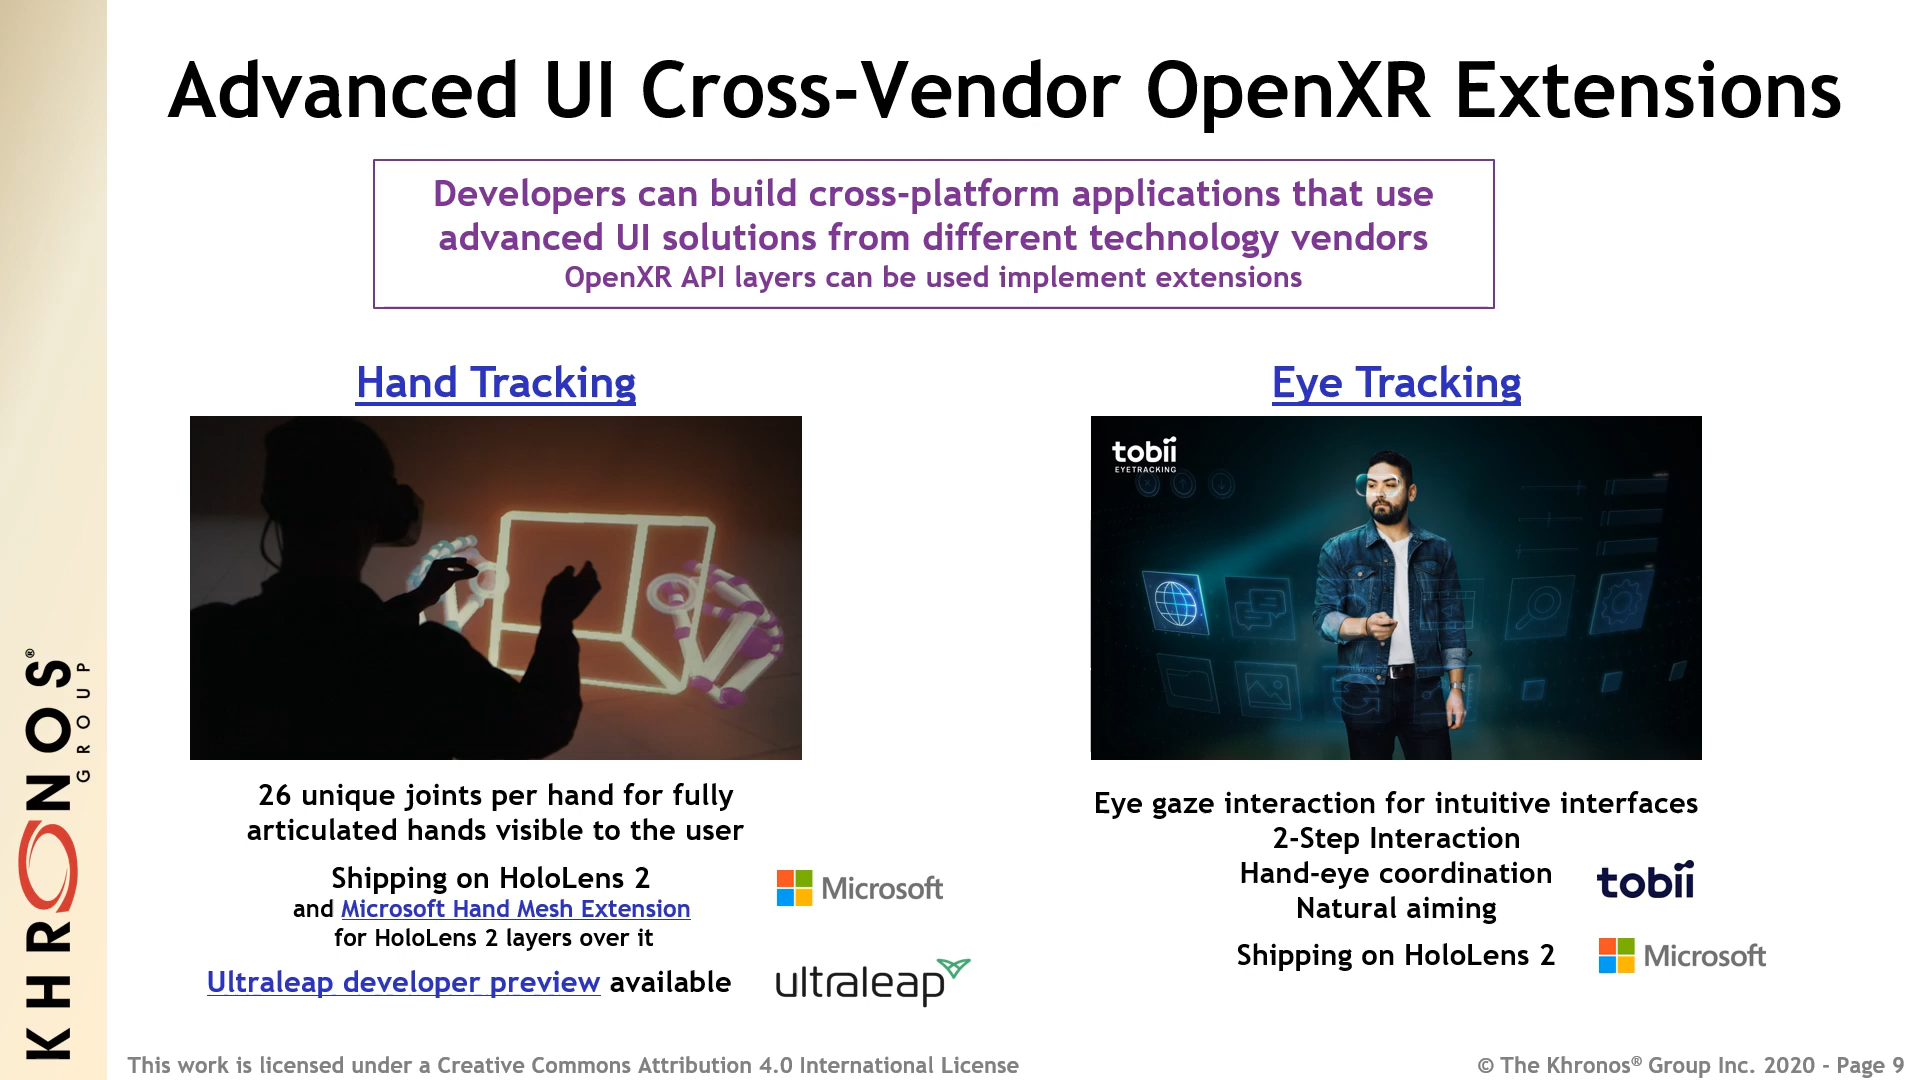 Advanced UI Cross-Vendor OpenXR Extensions
Developers can build cross-platform applications that use
advanced UI solutions from different technology vendors
OpenXR API layers can be used implement extensions
Hand Tracking
26 unique joints per hand for fully
articulated hands visible to the user
Shipping on HoloLens 2
and Microsoft Hand Mesh Extension
for HoloLens 2 layers over it
Microsoft
Ultraleap developer preview available
ultraleap
Eye Tracking
tobii
EYETRACKING
Eye gaze interaction for intuitive interfaces
2-Step Interaction
Hand-eye coordination
Natural aiming
tobii
Shipping on HoloLens 2
Microsoft
KHRONOS®
GROUP
This work is licensed under a Creative Commons Attribution 4.0 International License
© The Khronos® Group Inc. 2020 - Page 9